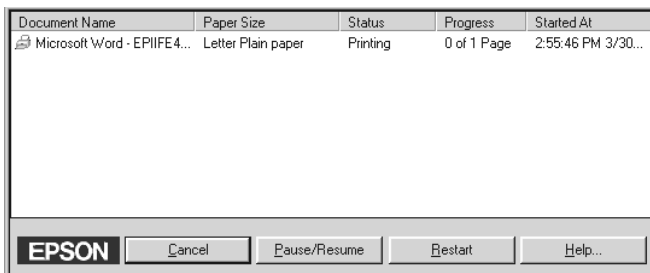 Document Name Paper Size Status Progress Started At
Microsoft Word - EPIIFE4... Letter Plain paper Printing 0 of 1 Page 2:55:46 PM 3/30...
EPSON Cancel Pause/Resume Restart Help...